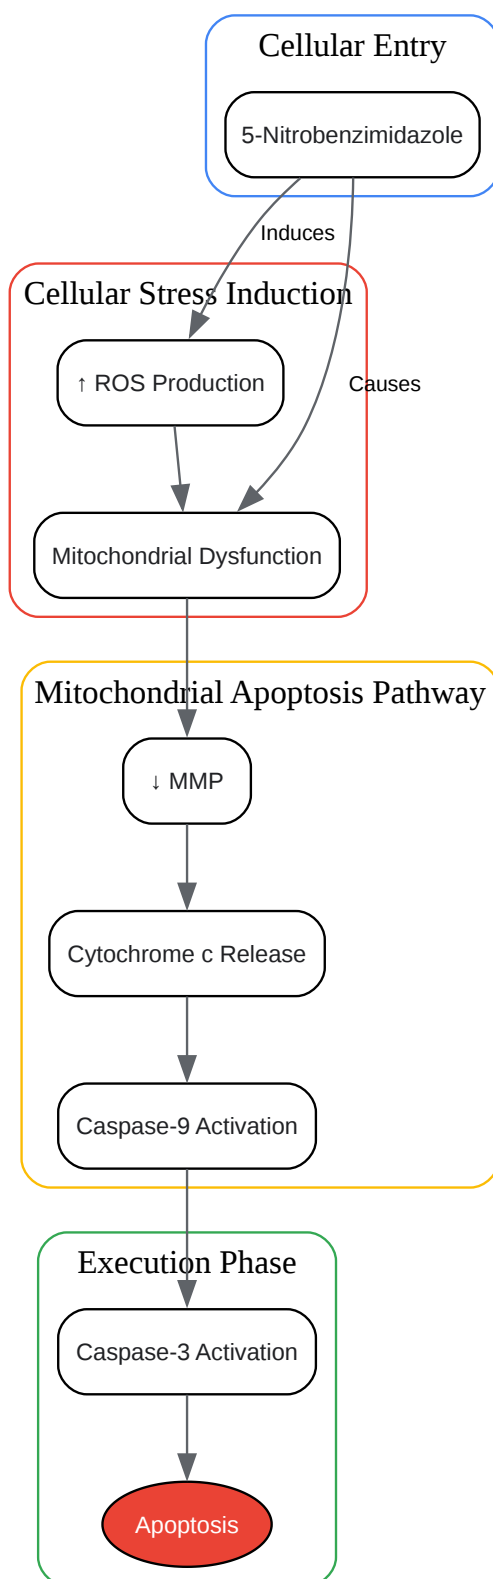 Cellular Entry
5-Nitrobenzimidazole
Induces
Cellular Stress Induction
↑ ROS Production
Causes
Mitochondrial Dysfunction
Mitochondrial Apoptosis Pathway
↓ MMP
Cytochrome c Release
Caspase-9 Activation
Execution Phase
Caspase-3 Activation
Apoptosis